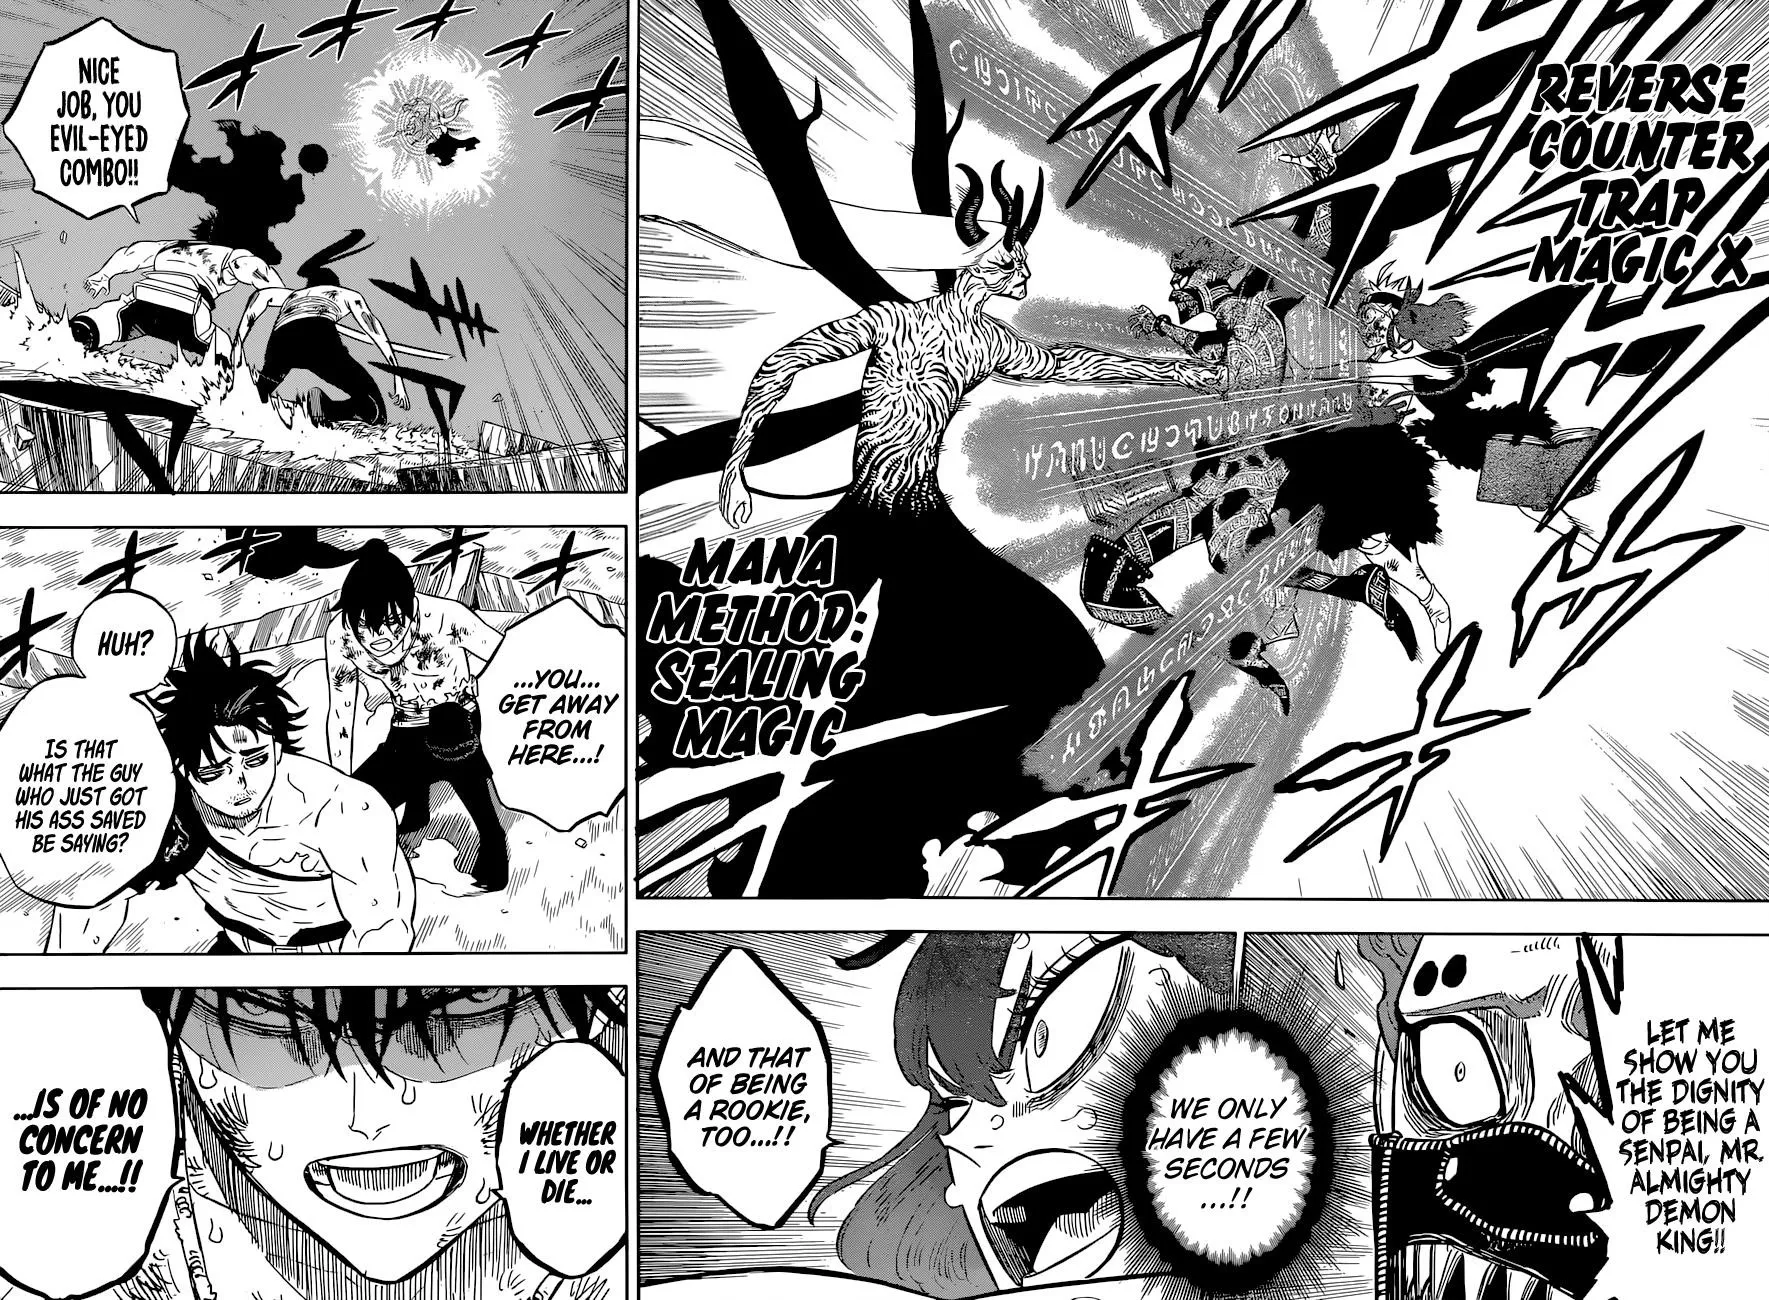 REVERSE
COUNTER
TRAP
MAGIC X
MANA
METHOD:
SEALING
MAGIC
LET ME
SHOW YOU
THE DIGNITY
OF BEING A
SENPAI, MR.
ALMIGHTY
DEMON
KING!!
WE ONLY
HAVE A FEW
SECONDS
...!!
AND THAT
OF BEING
A ROOKIE,
TOO...!!
NICE
JOB, YOU
EVIL-EYED
COMBO!!
...YOU...
GET AWAY
FROM
HERE...!
HUH?
IS THAT
WHAT THE GUY
WHO JUST GOT
HIS ASS SAVED
BE SAYING?
WHETHER
I LIVE OR
DIE...
...IS OF NO
CONCERN
TO ME...!!